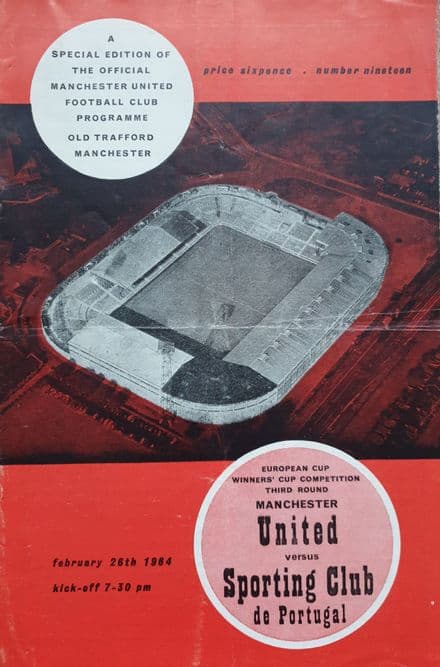 A
SPECIAL EDITION OF
THE OFFICIAL
MANCHESTER UNITED
FOOTBALL CLUB
PROGRAMME
OLD TRAFFORD
MANCHESTER
price sixpence . number nineteen
EUROPEAN CUP
WINNERS' CUP COMPETITION
THIRD ROUND
MANCHESTER
United
versus
Sporting Club
de Portugal
february 26th 1964
kick-off 7-30 pm